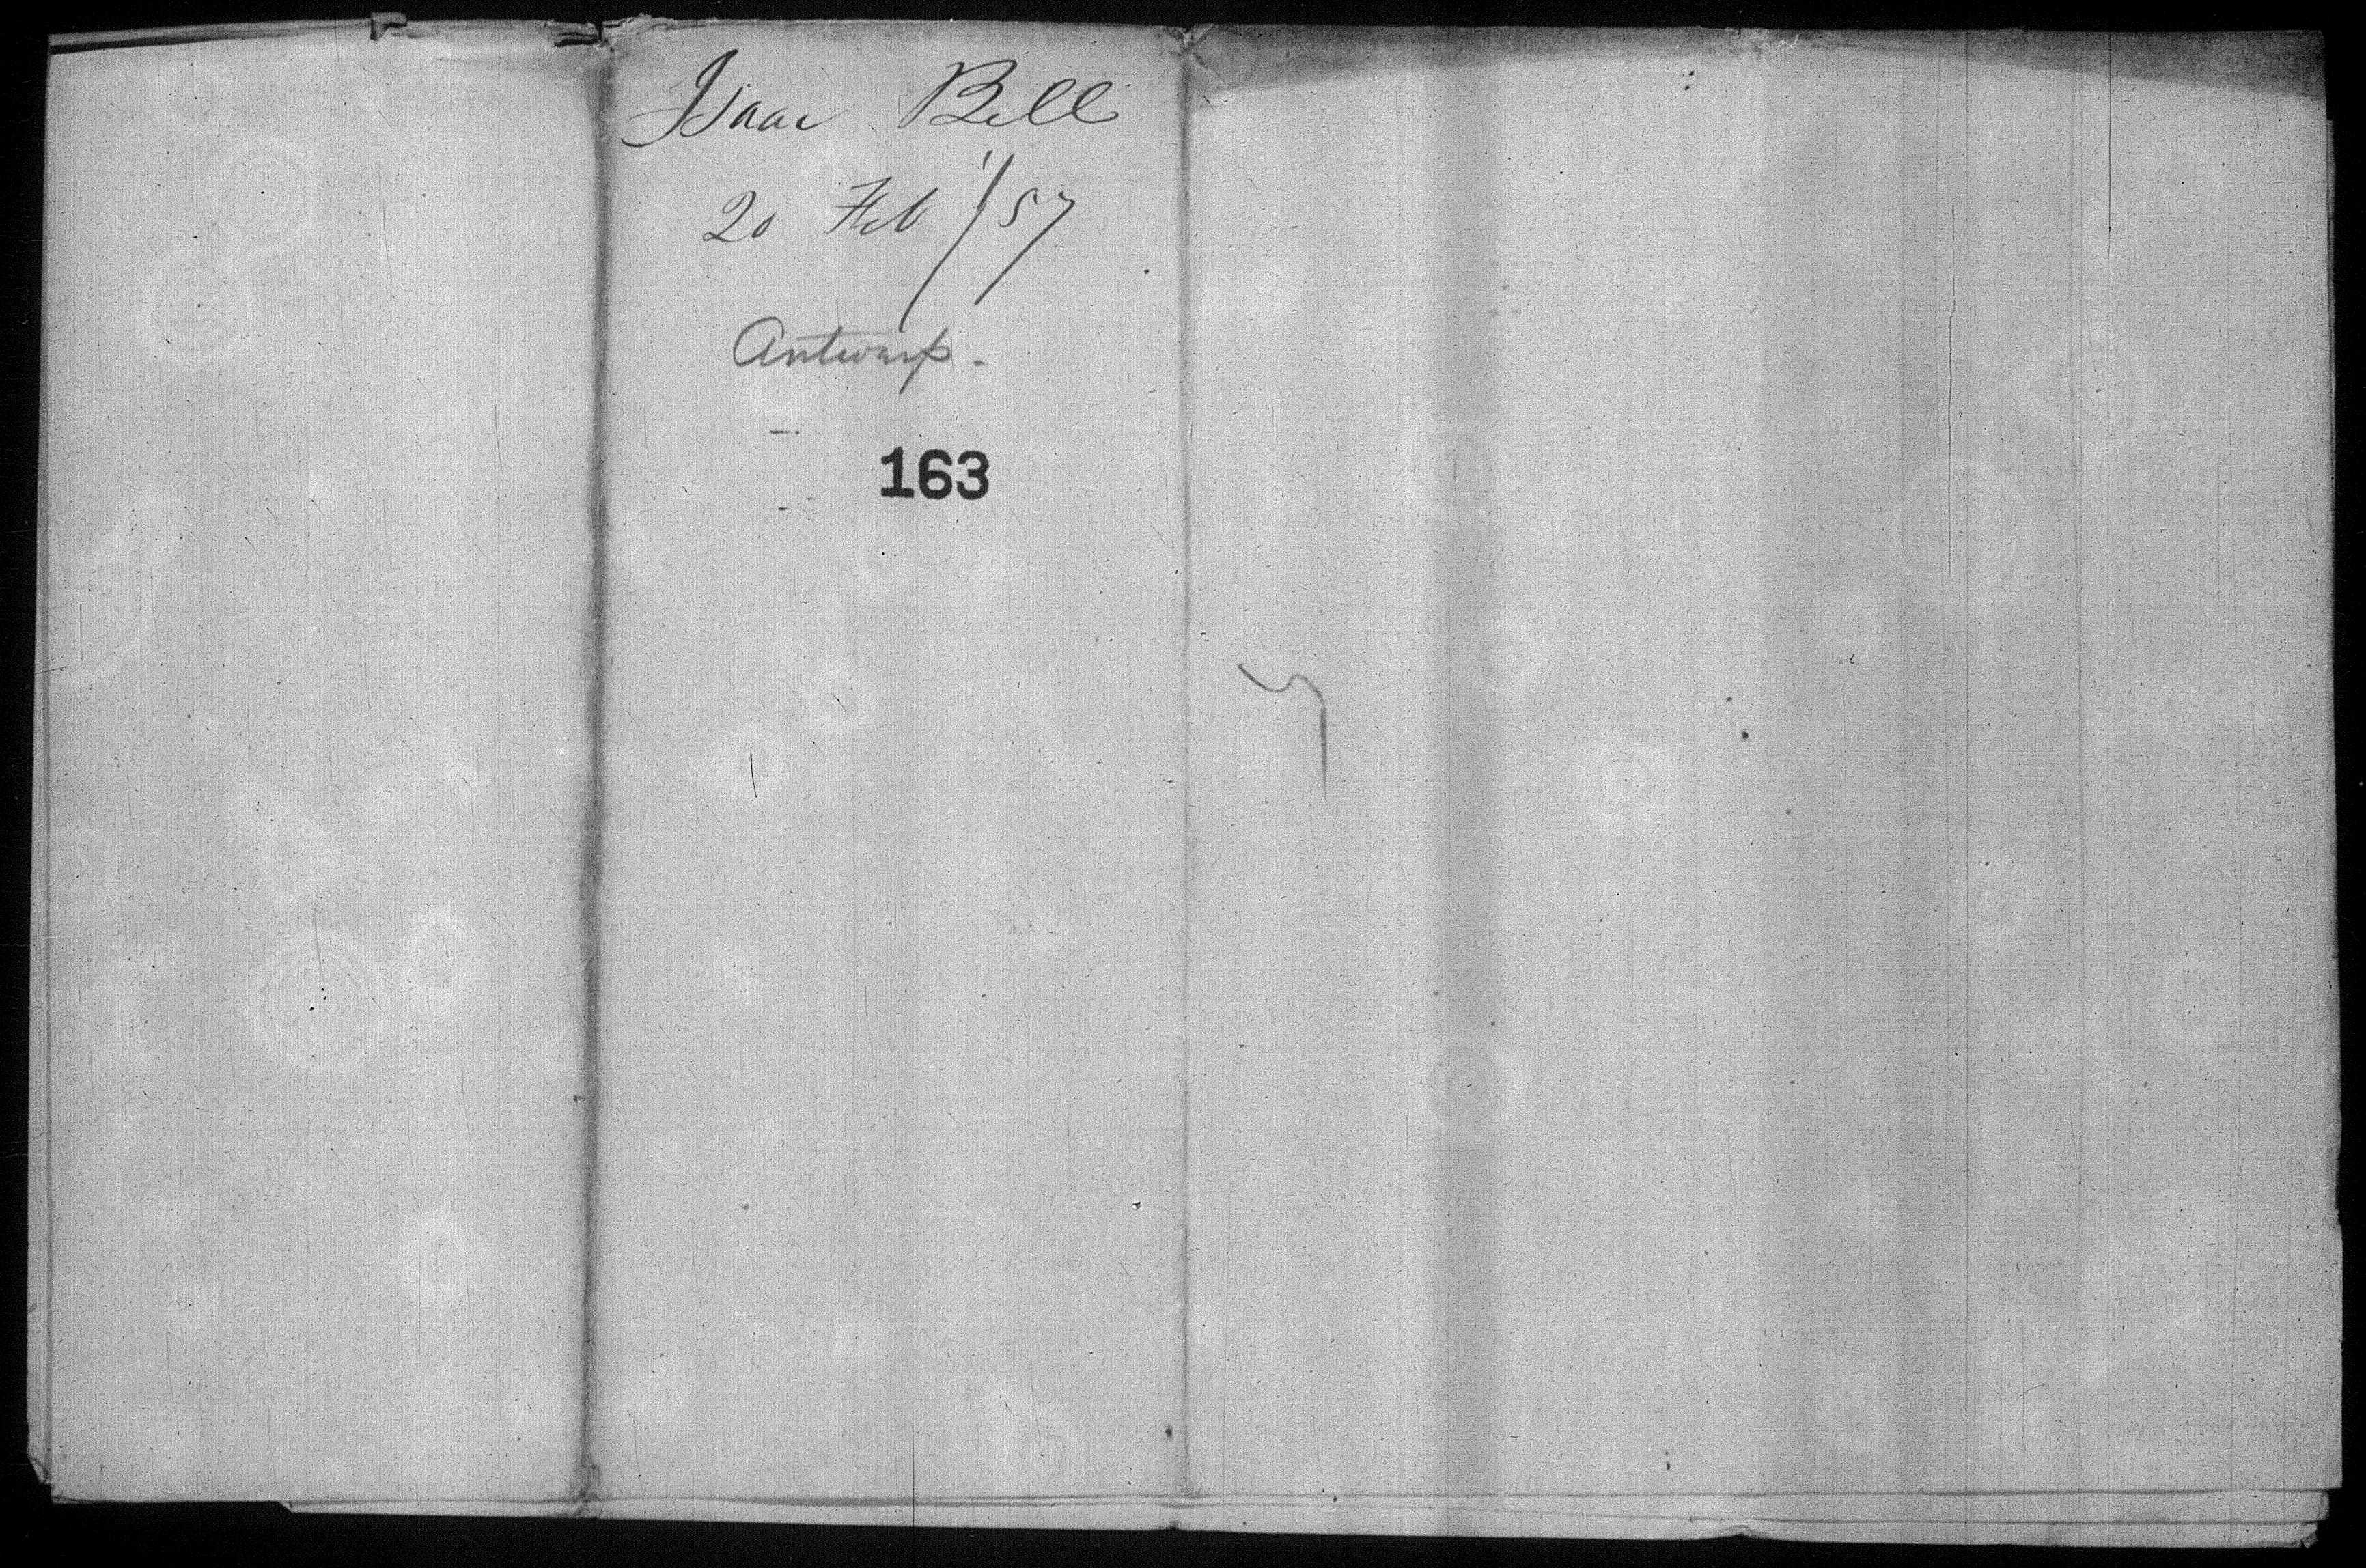 Isaac Bell
20 Feb /57
Antwerp.
163